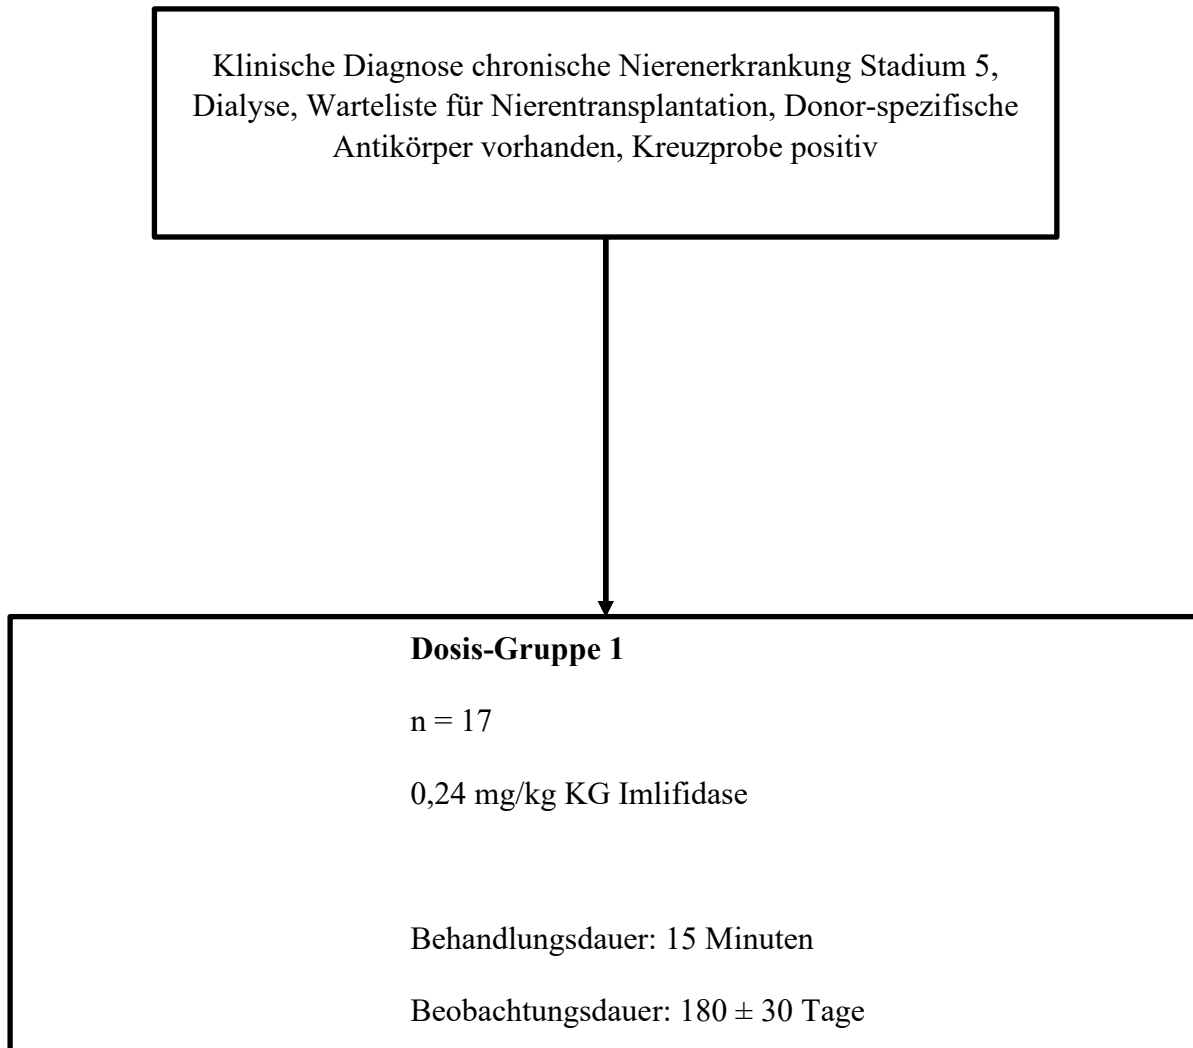 Klinische Diagnose chronische Nierenerkrankung Stadium 5,
Dialyse, Warteliste für Nierentransplantation, Donor-spezifische
Antikörper vorhanden, Kreuzprobe positiv
Dosis-Gruppe 1
n = 17
0,24 mg/kg KG Imlifidase
Behandlungsdauer: 15 Minuten
Beobachtungsdauer: 180 ± 30 Tage